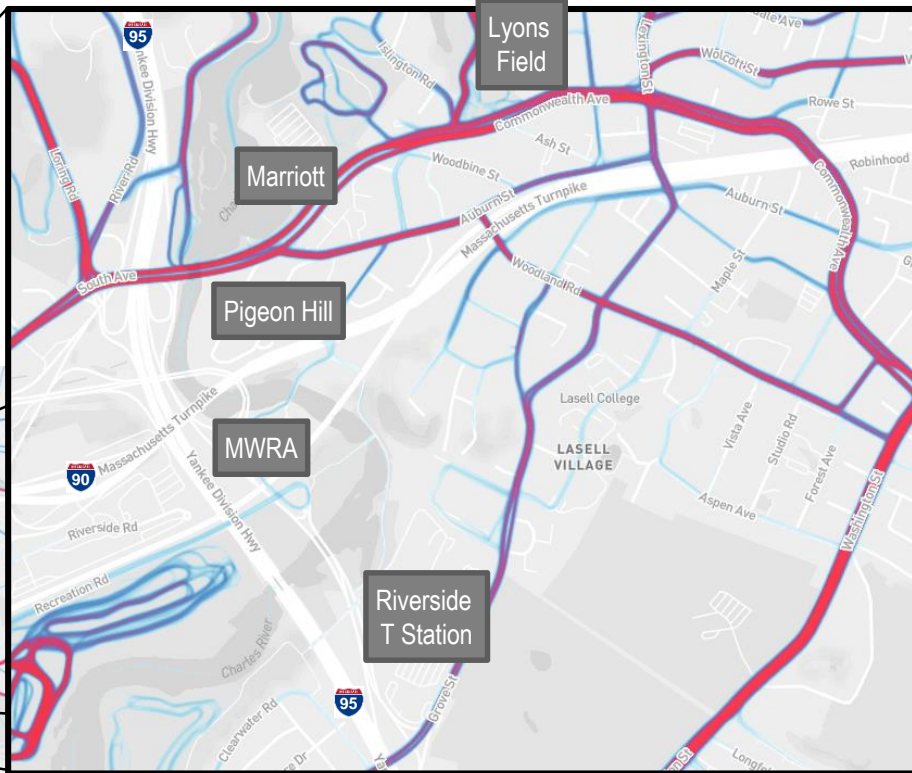 Lyons
Field
95
Yankee Division Hwy
Islington Rd
Lexington St
Wolcott St
Rowe St
Commonwealth Ave
Ash St
Robinhood
Loring Rd
River Rd
Marriott
Woodbine St
Auburn St
Massachusetts Turnpike
Auburn St
Commonwealth Ave
South Ave
Woodland Rd
Maple St
Pigeon Hill
Lasell College
LASELL
VILLAGE
Vista Ave
Studio Rd
Forest Ave
Massachusetts Turnpike
MWRA
90
Yankee Division Hwy
Riverside Rd
Aspen Ave
Washington St
Recreation Rd
Riverside
T Station
Charles River
95
Grove St
Clearwater Rd